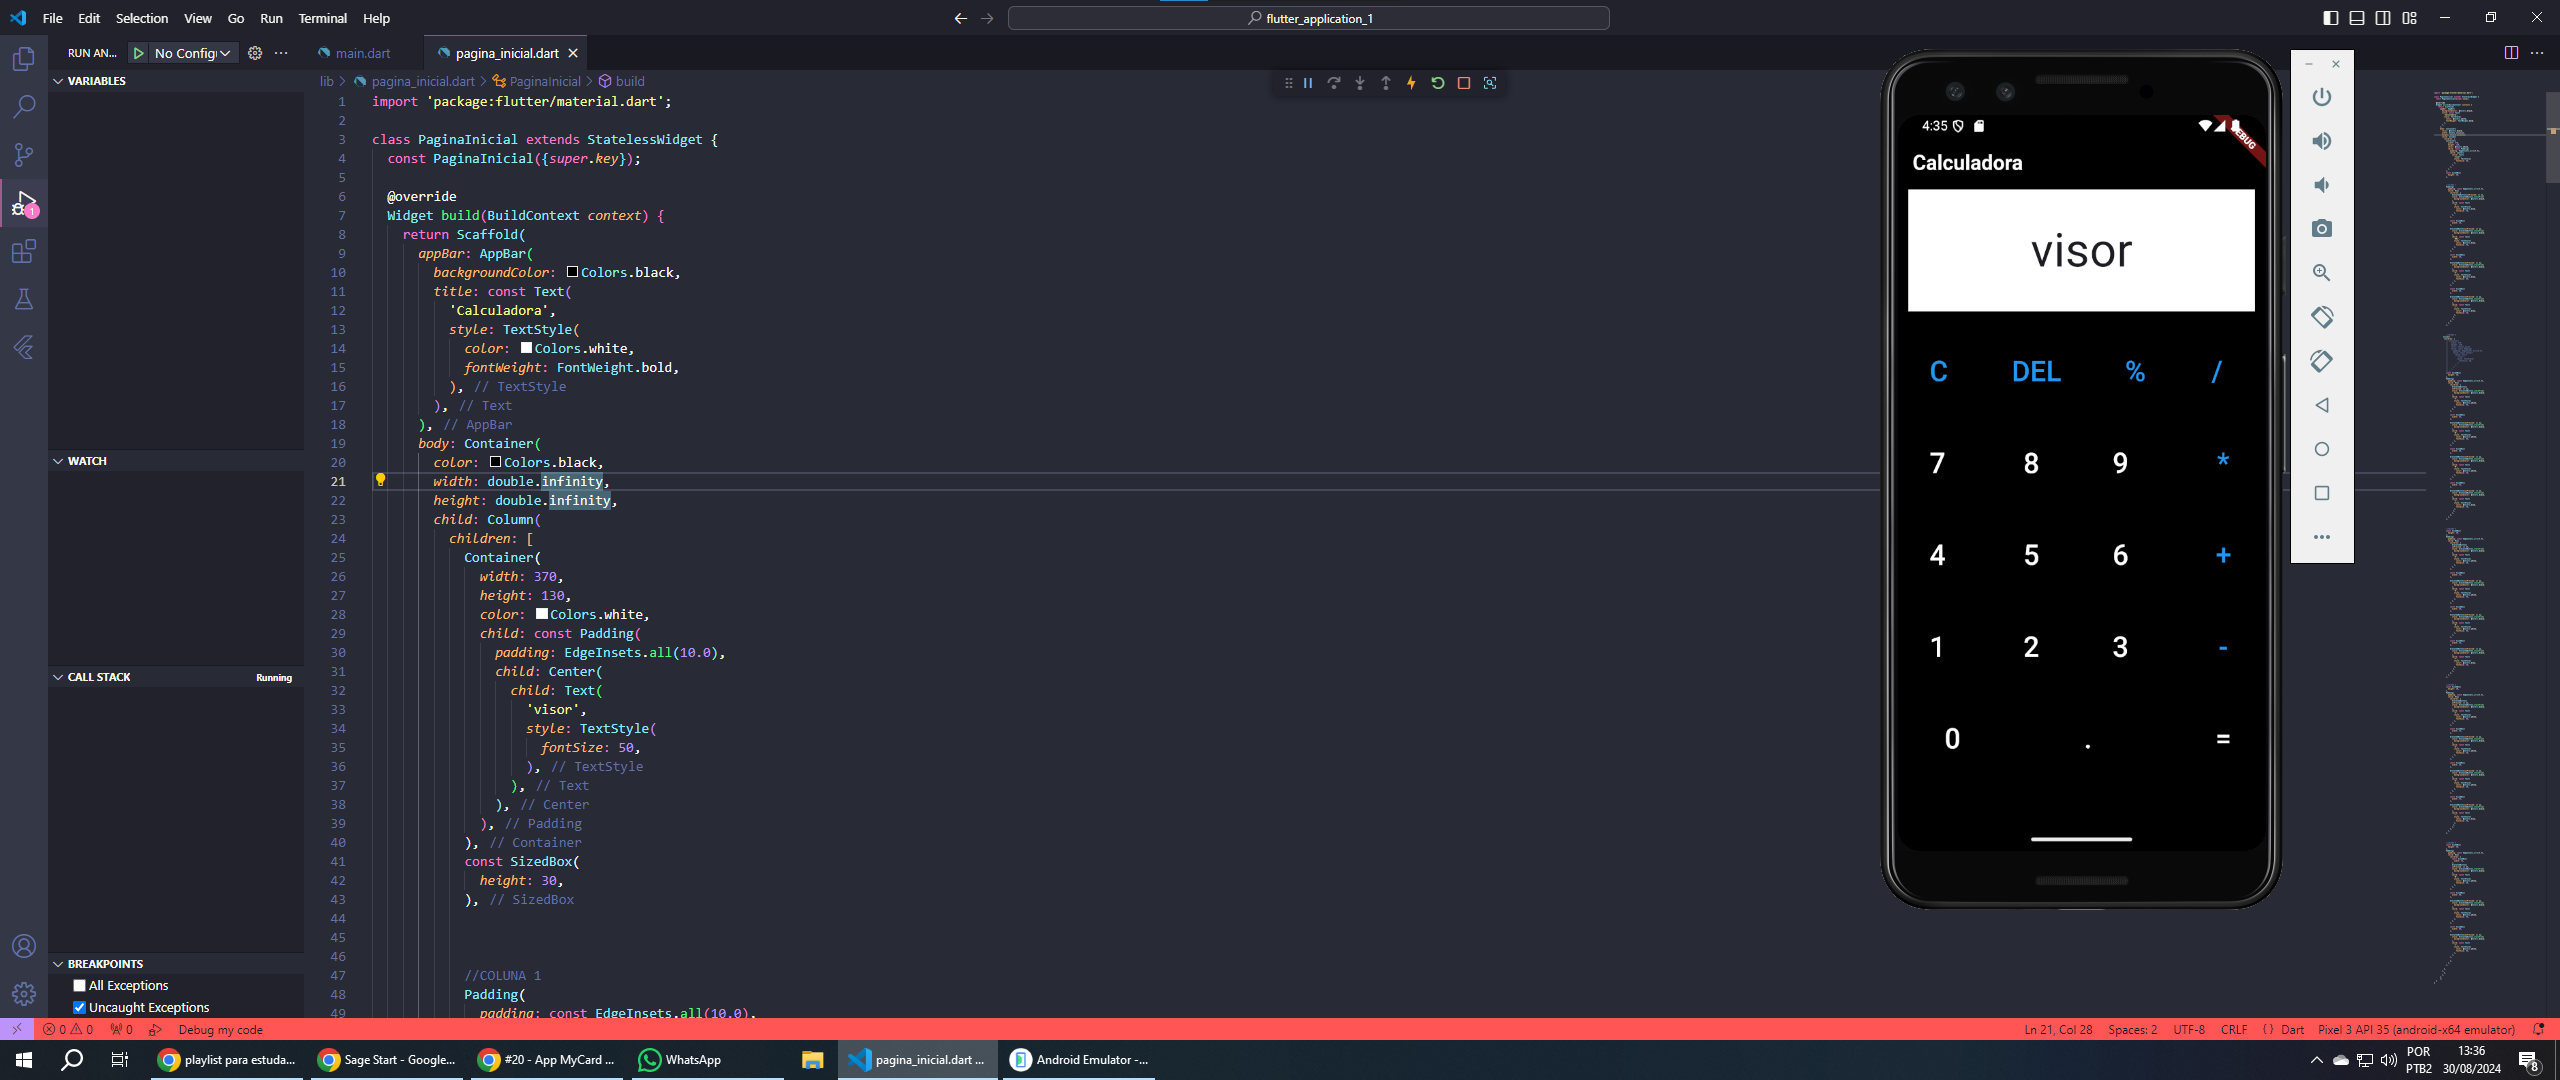 File Edit Selection View Go Run Terminal Help
flutter_application_1
RUN AN... No Config
main.dart
pagina_inicial.dart
VARIABLES
WATCH
CALL STACK Running
BREAKPOINTS
All Exceptions
Uncaught Exceptions
lib > pagina_inicial.dart > PaginaInicial > build
1 import 'package:flutter/material.dart';
2
3 class PaginaInicial extends StatelessWidget {
4 const PaginaInicial({super.key});
5
6 @override
7 Widget build(BuildContext context) {
8 return Scaffold(
9 appBar: AppBar(
10 backgroundColor: Colors.black,
11 title: const Text(
12 'Calculadora',
13 style: TextStyle(
14 color: Colors.white,
15 fontWeight: FontWeight.bold,
16 ), // TextStyle
17 ), // Text
18 ), // AppBar
19 body: Container(
20 color: Colors.black,
21 width: double.infinity,
22 height: double.infinity,
23 child: Column(
24 children: [
25 Container(
26 width: 370,
27 height: 130,
28 color: Colors.white,
29 child: const Padding(
30 padding: EdgeInsets.all(10.0),
31 child: Center(
32 child: Text(
33 'visor',
34 style: TextStyle(
35 fontSize: 50,
36 ), // TextStyle
37 ), // Text
38 ), // Center
39 ), // Padding
40 ), // Container
41 const SizedBox(
42 height: 30,
43 ), // SizedBox
44
45
46
47 //COLUNA 1
48 Padding(
49 padding: const EdgeInsets.all(10.0),
4:35
DEBUG
Calculadora
visor
C DEL % /
7 8 9 *
4 5 6 +
1 2 3 -
0 . =
1
0 0 0 Debug my code
Ln 21, Col 28 Spaces: 2 UTF-8 CRLF {} Dart Pixel 3 API 35 (android-x64 emulator)
playlist para estuda... Sage Start - Google... #20 - App MyCard ... WhatsApp pagina_inicial.dart ... Android Emulator -...
POR
PTB2
13:36
30/08/2024
8